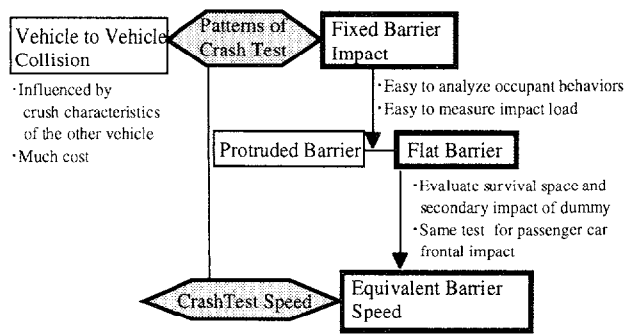 Vehicle to Vehicle
Collision
Patterns of
Crash Test
Fixed Barrier
Impact
・Influenced by
crush characteristics
of the other vehicle
・Much cost
・Easy to analyze occupant behaviors
・Easy to measure impact load
Protruded Barrier
Flat Barrier
・Evaluate survival space and
secondary impact of dummy
・Same test for passenger car
frontal impact
CrashTest Speed
Equivalent Barrier
Speed